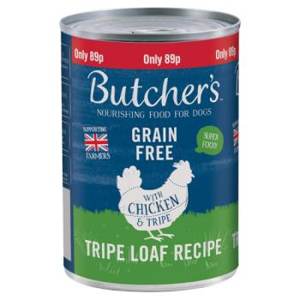 Only 89p
Only 89p
Only 89p
Butcher's
NOURISHING FOOD FOR DOGS
SUPPORTING
FARMERS
GRAIN
FREE
SUPER
FOOD
WITH
CHICKEN
& TRIPE
TRIPE LOAF RECIPE